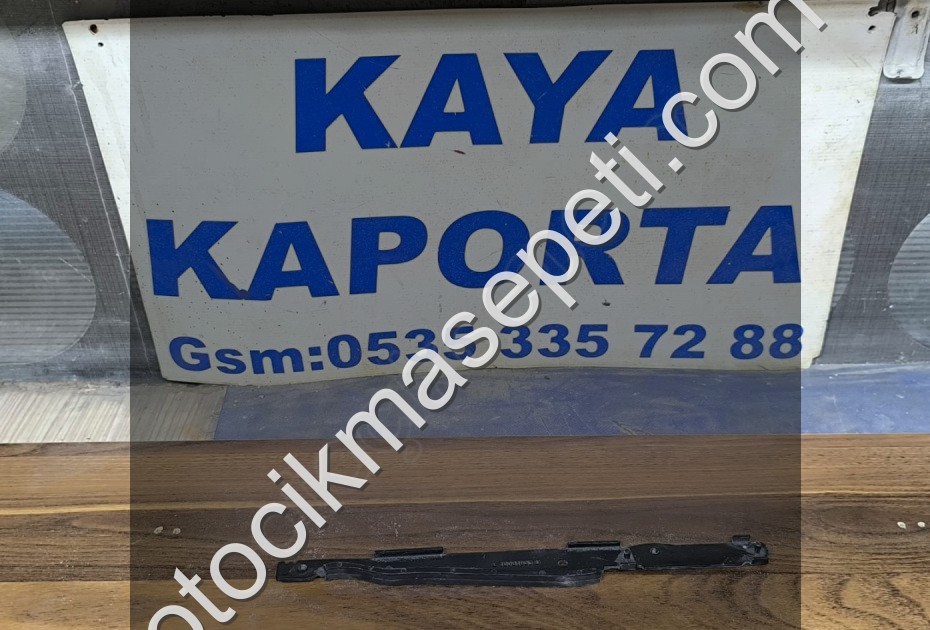 KAYA
KAPORTA
Gsm:0535 335 72 88
otocikmasepeti.com